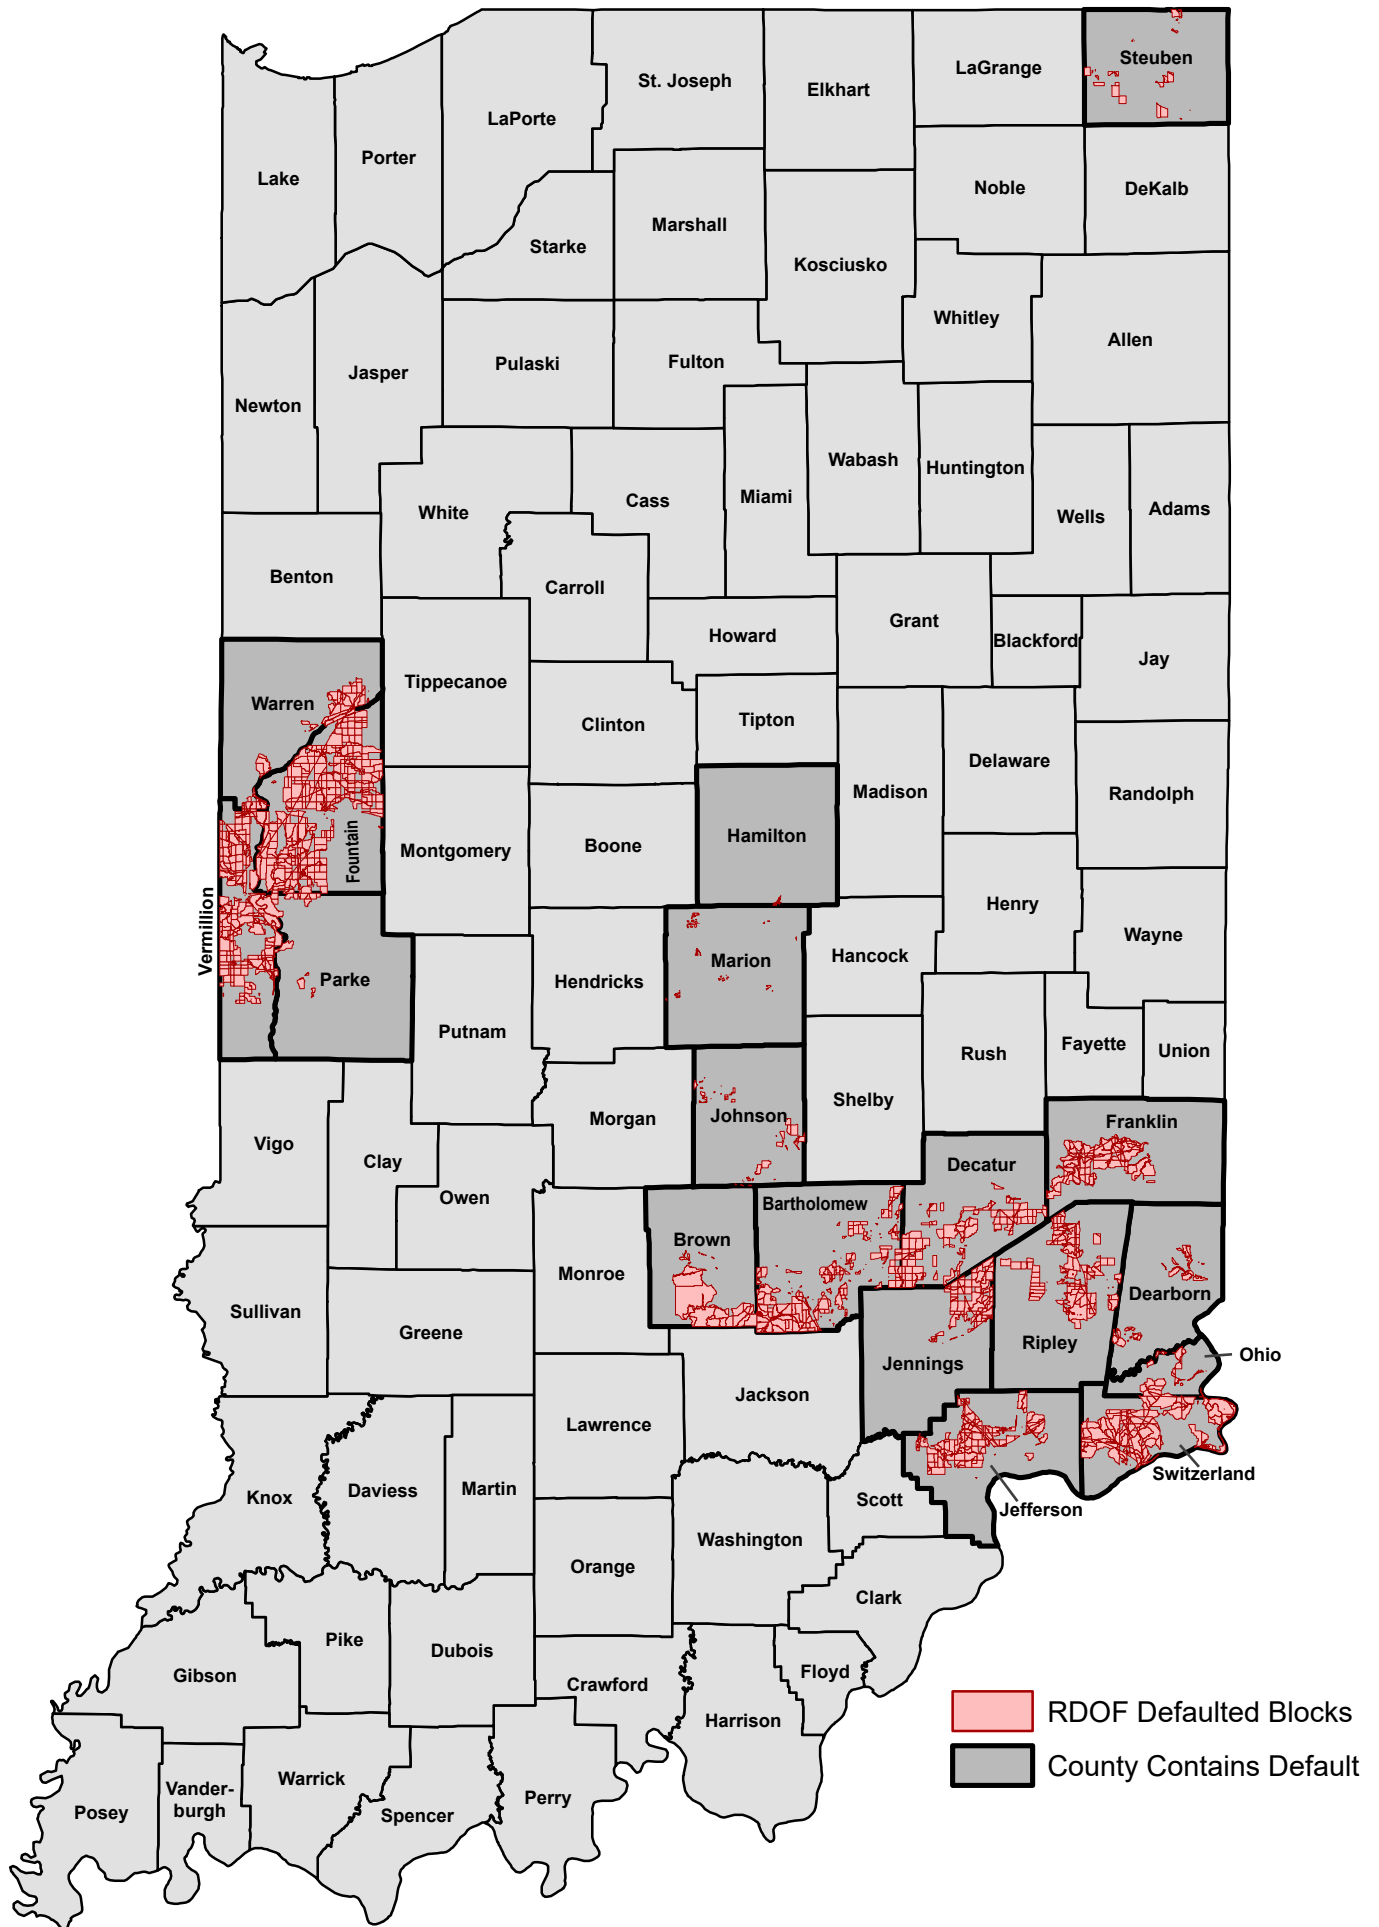 Steuben
LaGrange
St. Joseph
Elkhart
LaPorte
Porter
Lake
Noble
DeKalb
Marshall
Starke
Kosciusko
Whitley
Allen
Pulaski
Fulton
Jasper
Newton
Wabash
Huntington
Miami
Cass
White
Wells
Adams
Benton
Carroll
Grant
Howard
Blackford
Jay
Tippecanoe
Warren
Clinton
Tipton
Delaware
Madison
Randolph
Hamilton
Boone
Montgomery
Fountain
Henry
Vermillion
Wayne
Marion
Hancock
Parke
Hendricks
Putnam
Rush
Fayette
Union
Shelby
Johnson
Morgan
Franklin
Vigo
Clay
Decatur
Owen
Bartholomew
Brown
Monroe
Dearborn
Sullivan
Greene
Ripley
Ohio
Jennings
Jackson
Lawrence
Switzerland
Daviess
Martin
Knox
Scott
Jefferson
Washington
Orange
Clark
Pike
Dubois
Floyd
Gibson
Crawford
Harrison
RDOF Defaulted Blocks
County Contains Default
Warrick
Vander-
burgh
Perry
Posey
Spencer